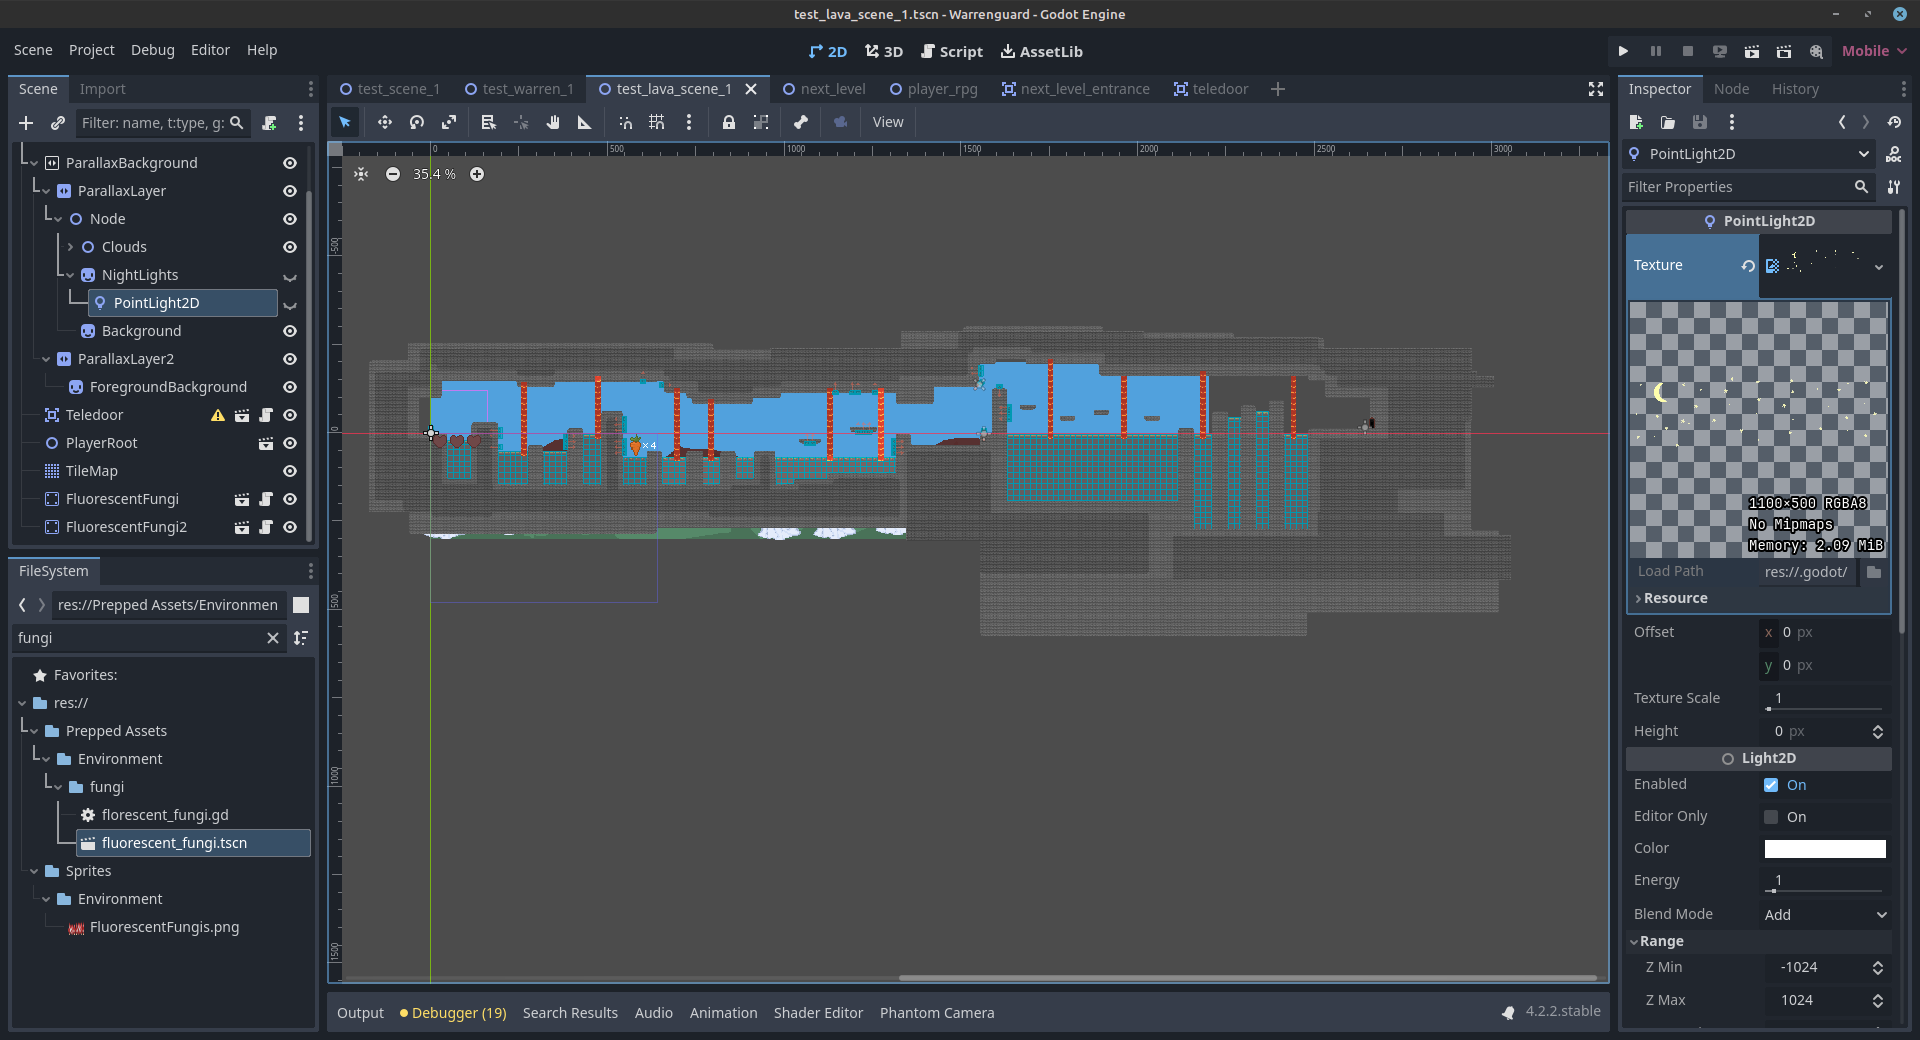 test_lava_scene_1.tscn - Warrenguard - Godot Engine
Scene Project Debug Editor Help
2D 3D Script AssetLib
Mobile
Scene Import
test_scene_1 test_warren_1 test_lava_scene_1 next_level player_rpg next_level_entrance teledoor
Inspector Node History
Filter: name, t:type, g:
View
ParallaxBackground
ParallaxLayer
Node
Clouds
NightLights
PointLight2D
Background
ParallaxLayer2
ForegroundBackground
Teledoor
PlayerRoot
TileMap
FluorescentFungi
FluorescentFungi2
FileSystem
res://Prepped Assets/Environmen
fungi
Favorites:
res://
Prepped Assets
Environment
fungi
florescent_fungi.gd
fluorescent_fungi.tscn
Sprites
Environment
FluorescentFungis.png
0 500 1000 1500 2000 2500 3000
35.4 %
-500
0
500
1000
1500
×4
Output Debugger (19) Search Results Audio Animation Shader Editor Phantom Camera
4.2.2.stable
PointLight2D
Filter Properties
PointLight2D
Texture
1100×500 RGBA8
No Mipmaps
Memory: 2.09 MiB
Load Path res://.godot/
Resource
Offset x 0 px
y 0 px
Texture Scale 1
Height 0 px
Light2D
Enabled On
Editor Only On
Color
Energy 1
Blend Mode Add
Range
Z Min -1024
Z Max 1024